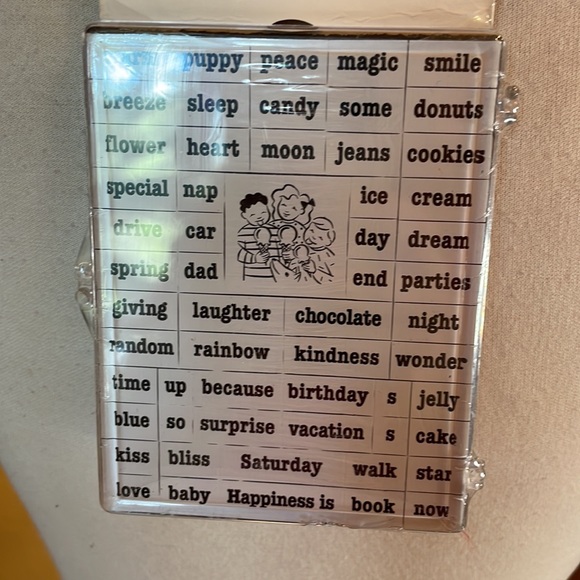 puppy peace magic smile
breeze sleep candy some donuts
flower heart moon jeans cookies
special nap ice cream
drive car day dream
spring dad end parties
giving laughter chocolate night
random rainbow kindness wonder
time up because birthday s jelly
blue so surprise vacation s cake
kiss bliss Saturday walk star
love baby Happiness is book now